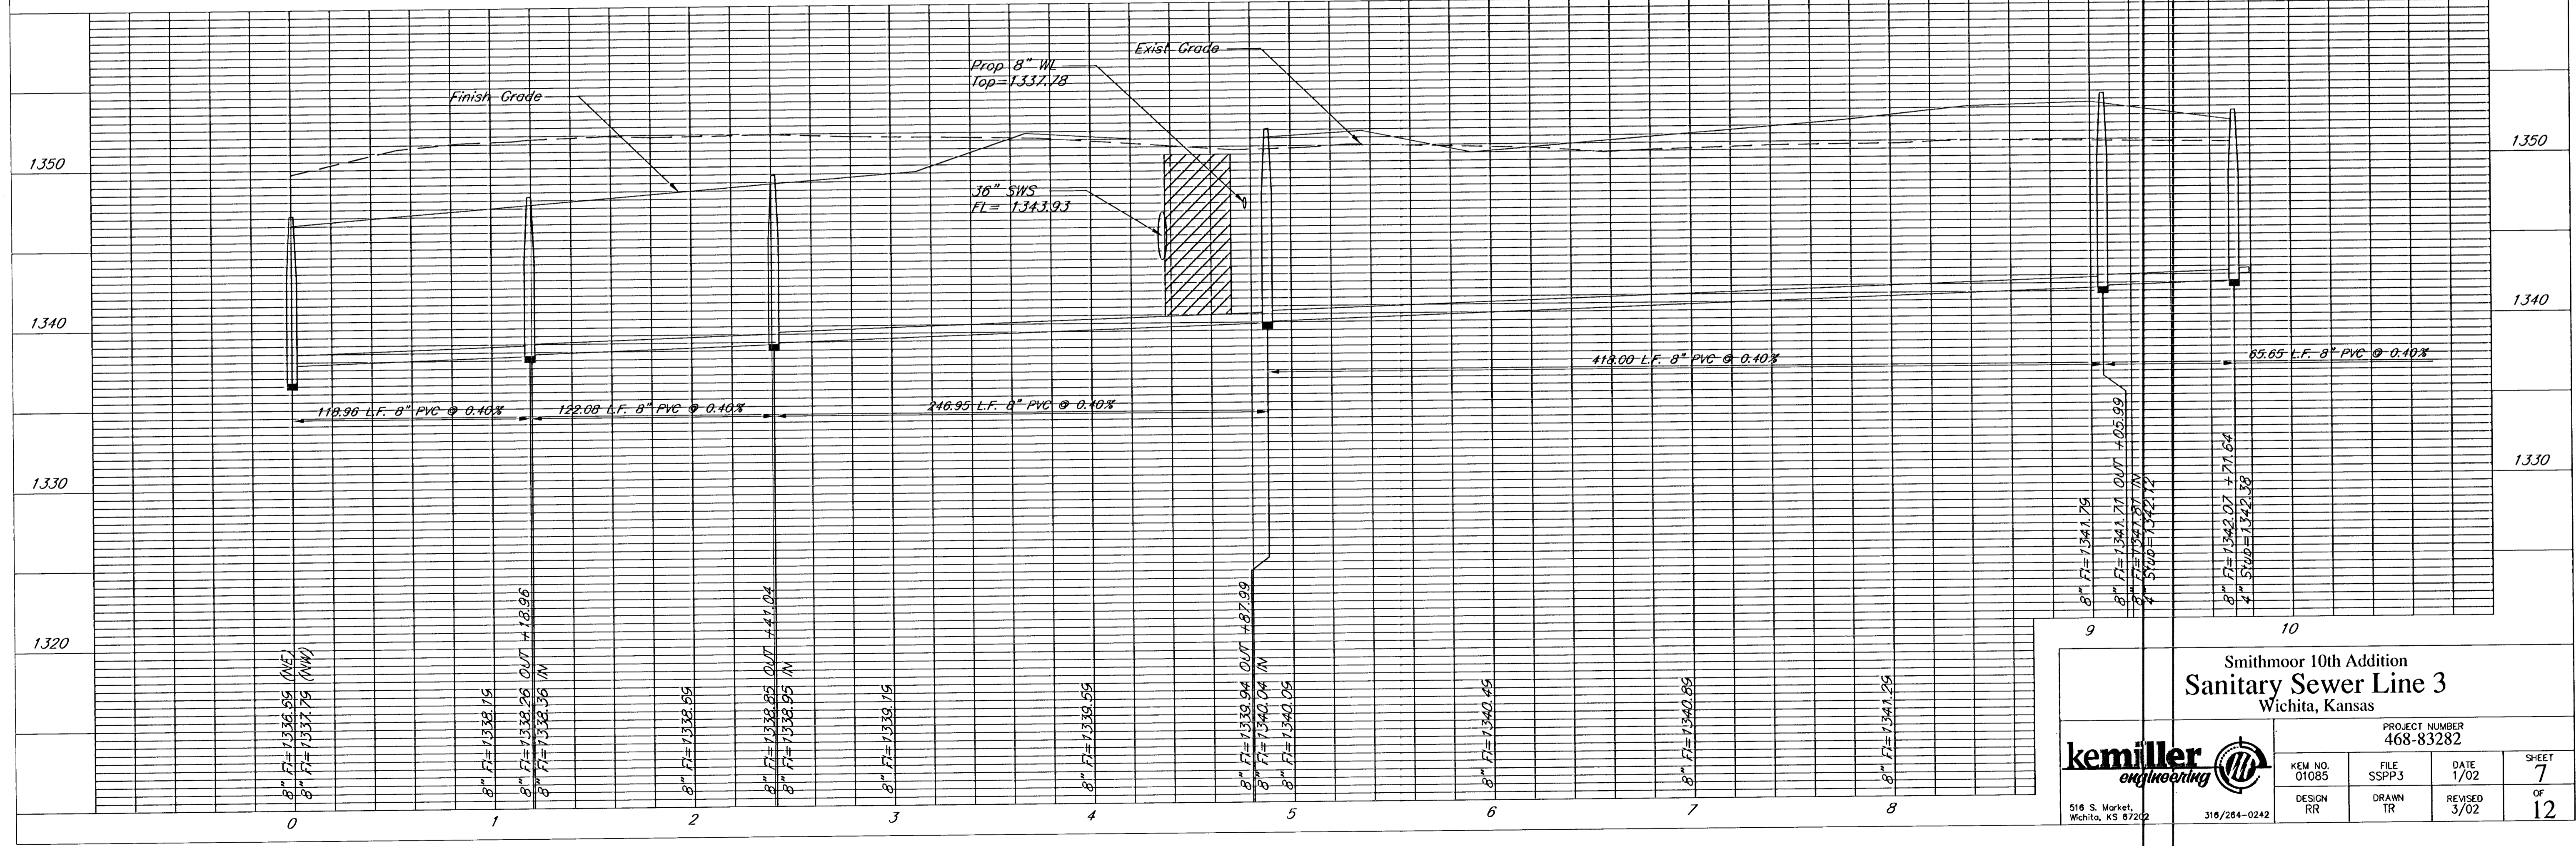 Exist Grade
Prop 8" WL
Top=1337.78
Finish Grade
36" SWS
FL= 1343.93
1350
1340
1330
1320
1350
1340
1330
118.96 L.F. 8" PVC @ 0.40%
122.08 L.F. 8" PVC @ 0.40%
246.95 L.F. 8" PVC @ 0.40%
418.00 L.F. 8" PVC @ 0.40%
65.65 L.F. 8" PVC @ 0.40%
8" Fl=1336.69 (NE)
8" Fl=1337.79 (NW)
8" Fl=1338.19
8" Fl=1338.26 OUT +18.96
8" Fl=1338.36 IN
8" Fl=1338.69
8" Fl=1338.85 OUT +41.04
8" Fl=1338.95 IN
8" Fl=1339.19
8" Fl=1339.59
8" Fl=1339.94 OUT +87.99
8" Fl=1340.04 IN
8" Fl=1340.09
8" Fl=1340.49
8" Fl=1340.89
8" Fl=1341.29
8" Fl=1341.79
8" Fl=1341.71 OUT +05.99
8" Fl=1341.81 IN
4" Stub=1342.12
8" Fl=1342.07 +71.64
4" Stub=1342.38
0
1
2
3
4
5
6
7
8
9
10
Smithmoor 10th Addition
Sanitary Sewer Line 3
Wichita, Kansas
PROJECT NUMBER
468-83282
kemiller
engineering
516 S. Market,
Wichita, KS 67202
316/264-0242
KEM NO.
01085
FILE
SSPP3
DATE
1/02
SHEET
7
OF
12
DESIGN
RR
DRAWN
TR
REVISED
3/02